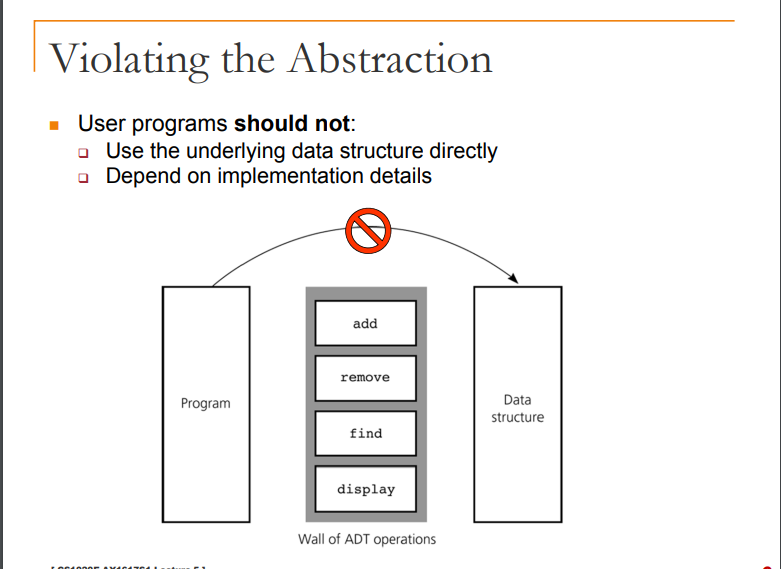 Violating the Abstraction
User programs should not:
Use the underlying data structure directly
Depend on implementation details
add
remove
find
display
Program
Data
structure
Wall of ADT operations